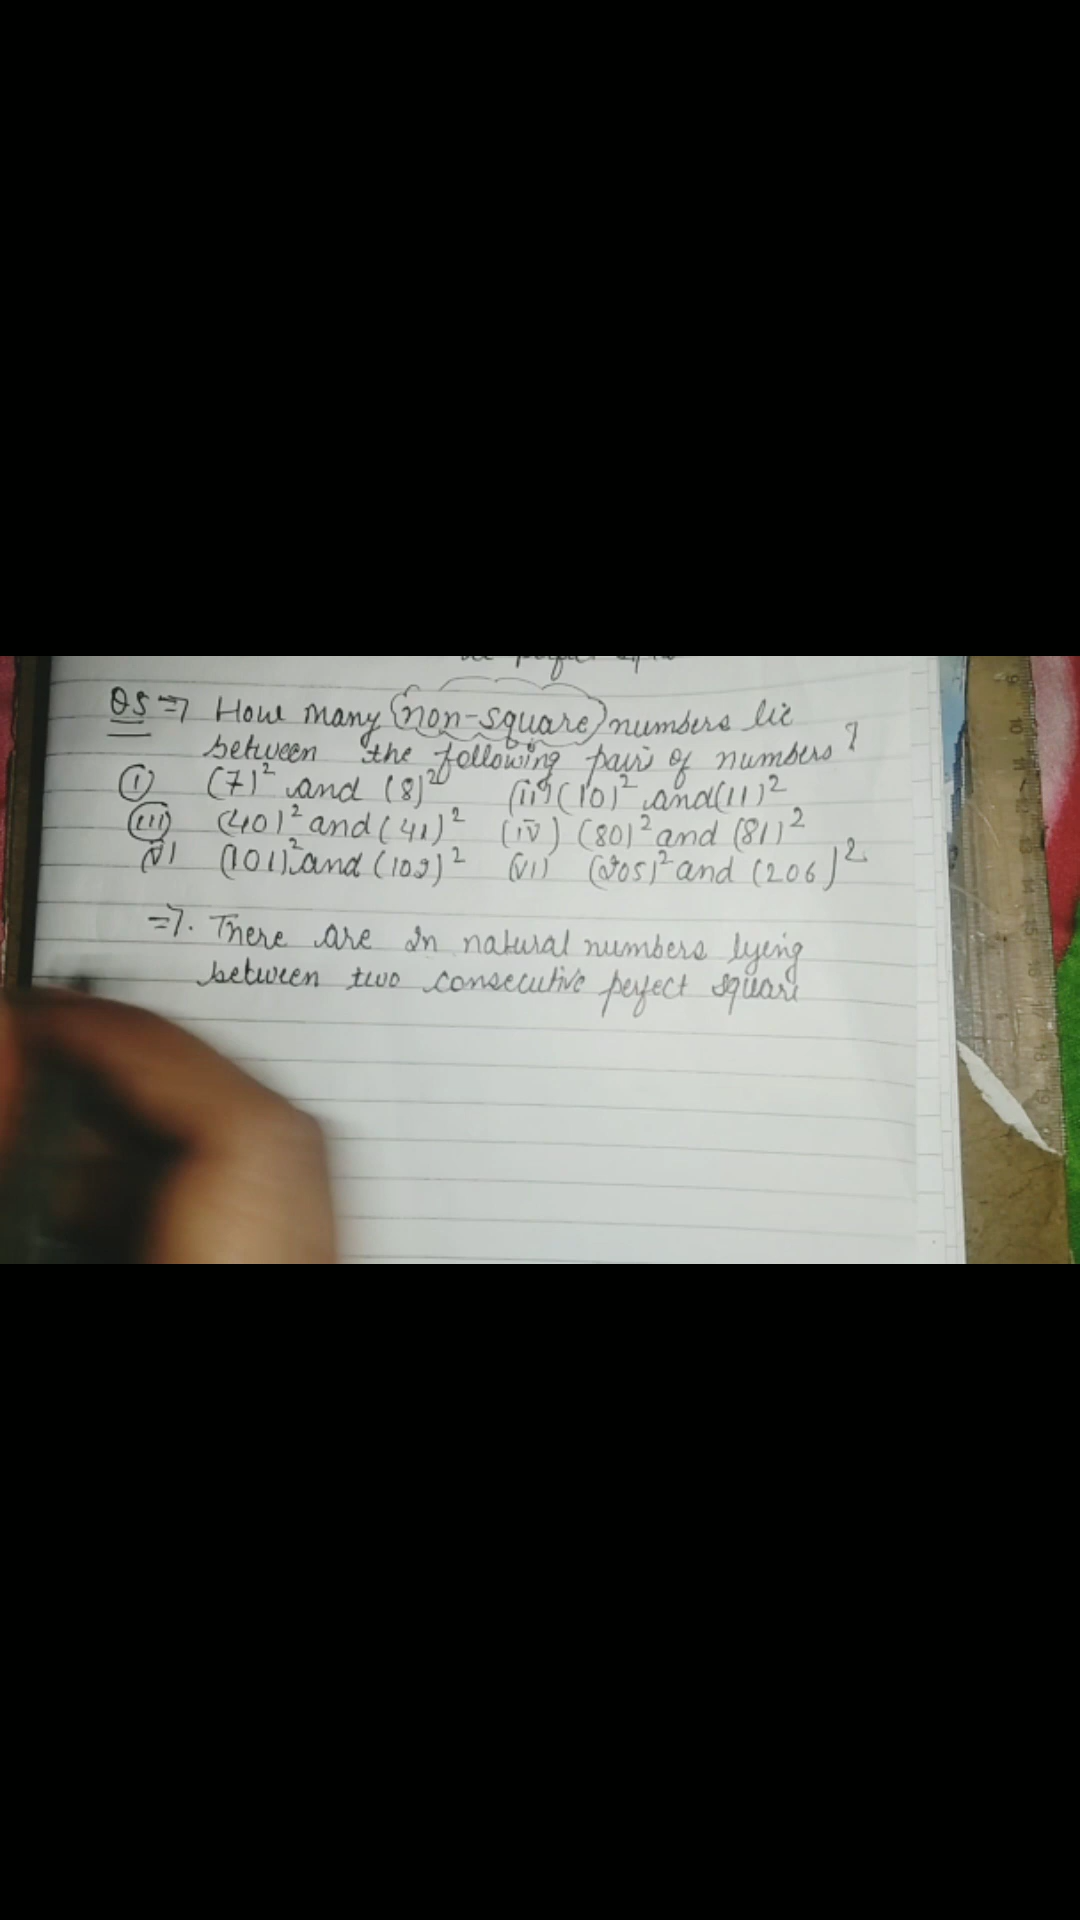 Q5 ⇒ How many non-square numbers lie
between the following pair of numbers ?
(i) (7)² and (8)² (ii) (10)² and (11)²
(iii) (40)² and (41)² (iv) (80)² and (81)²
(v) (101)² and (102)² (vi) (205)² and (206)²
⇒ There are 2n natural numbers lying
between two consecutive perfect square